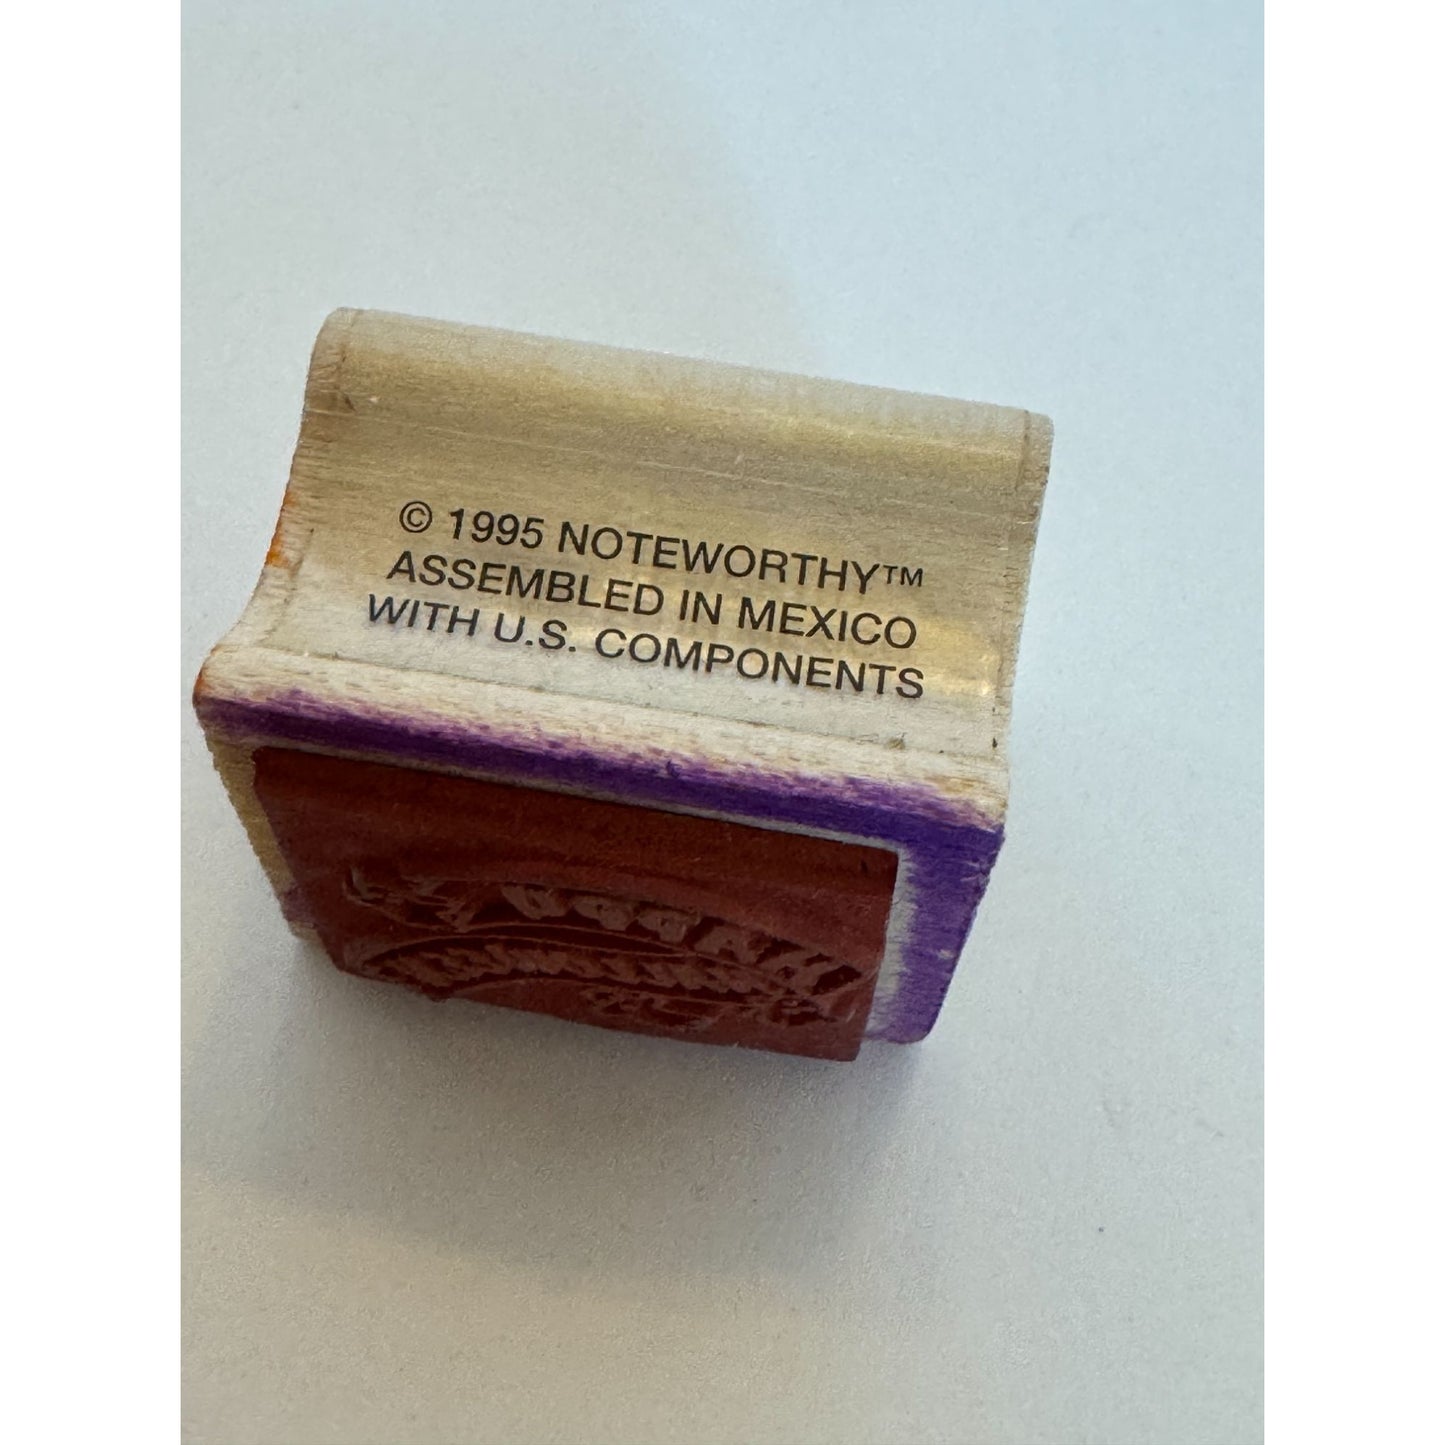 © 1995 NOTEWORTHY™
ASSEMBLED IN MEXICO
WITH U.S. COMPONENTS